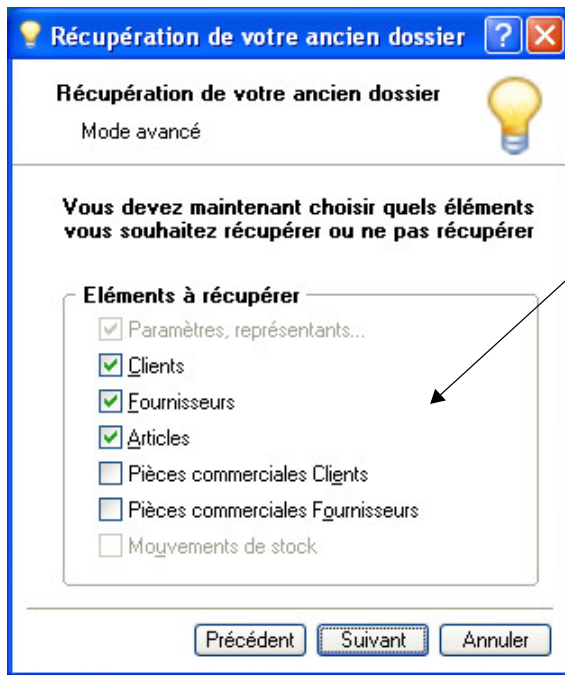 Récupération de votre ancien dossier
Récupération de votre ancien dossier
Mode avancé
Vous devez maintenant choisir quels éléments
vous souhaitez récupérer ou ne pas récupérer
Eléments à récupérer
Paramètres, représentants...
Clients
Fournisseurs
Articles
Pièces commerciales Clients
Pièces commerciales Fournisseurs
Mouvements de stock
Précédent Suivant Annuler